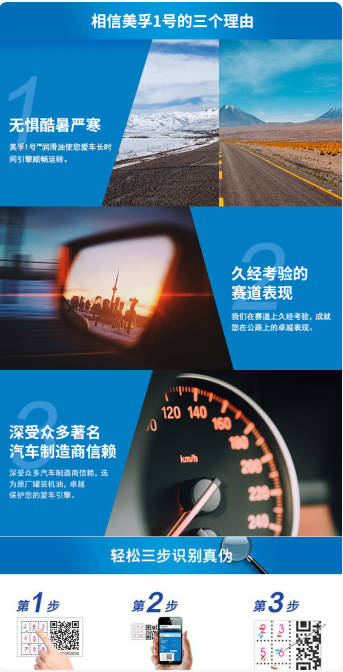 相信美孚1号的三个理由
1
无惧酷暑严寒
美孚1号™润滑油使您爱车长时
间引擎顺畅运转。
2
久经考验的
赛道表现
我们在赛道上久经考验，成就
您在公路上的卓越表现。
3
深受众多著名
汽车制造商信赖
深受众多汽车制造商信赖，选
为原厂罐装机油，卓越
保护您的爱车引擎。
120
140
160
180
200
220
240
km/h
轻松三步识别真伪
第1步
第2步
第3步